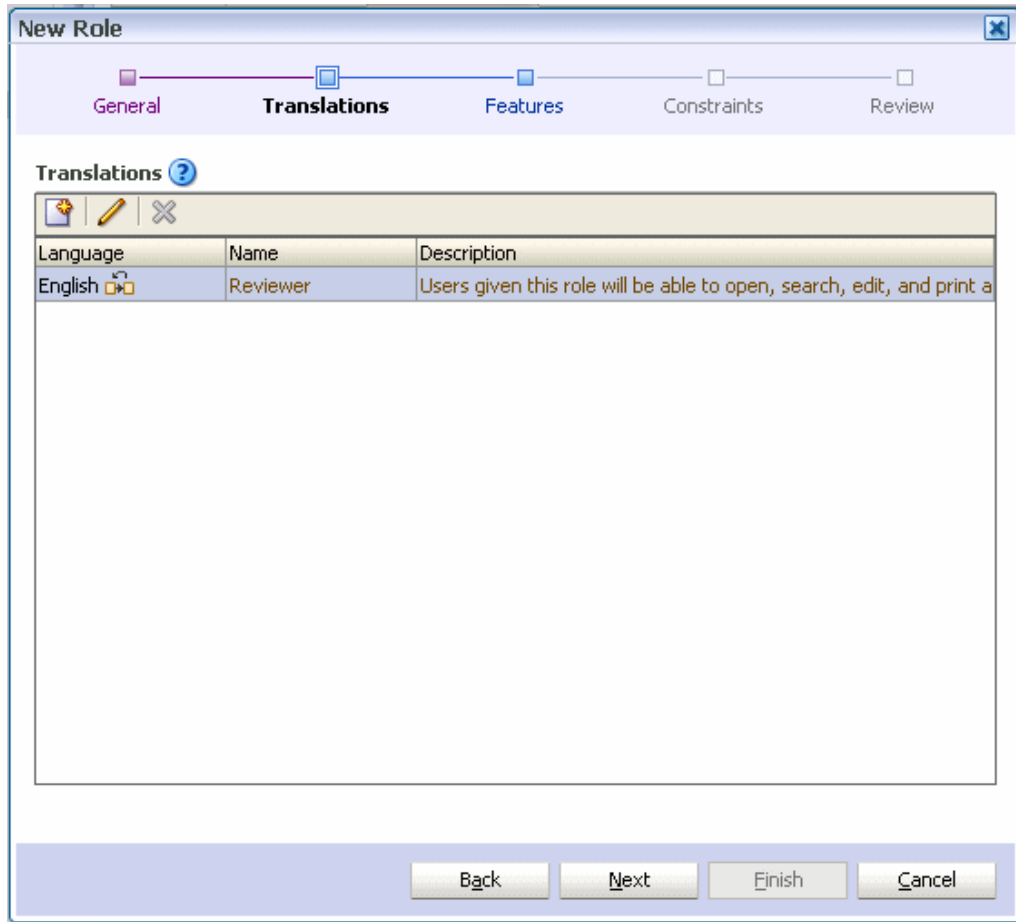 New Role
General Translations Features Constraints Review
Translations ?
Language Name Description
English Reviewer Users given this role will be able to open, search, edit, and print a
Back Next Finish Cancel